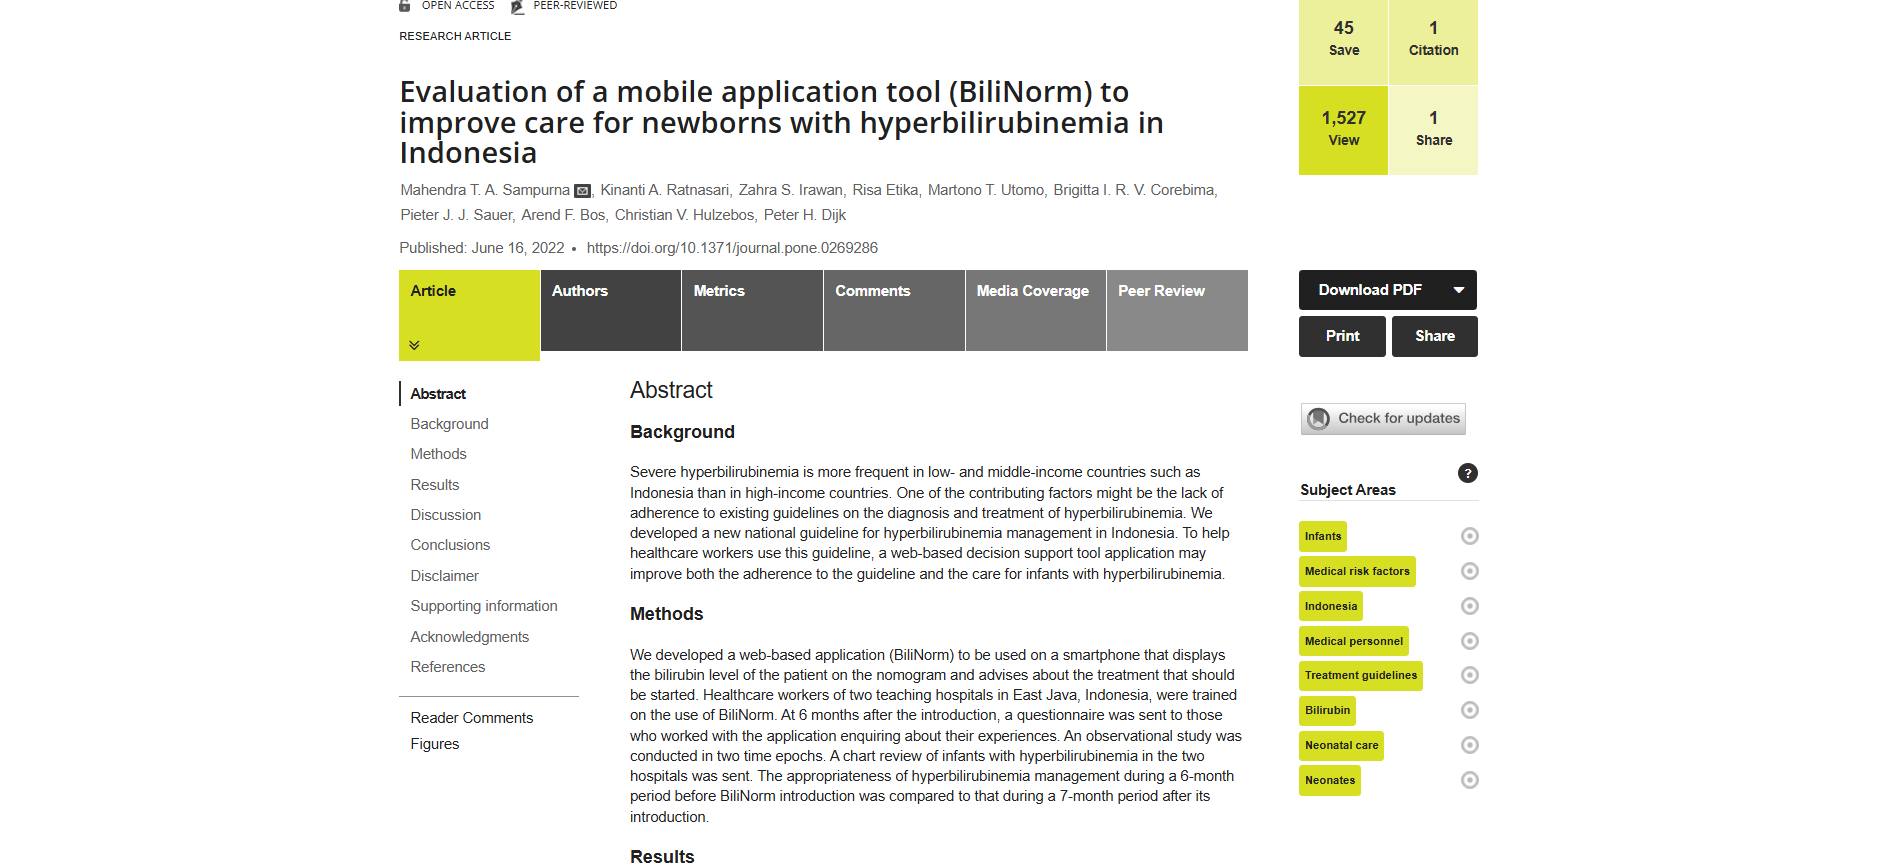 OPEN ACCESS PEER-REVIEWED
RESEARCH ARTICLE
Evaluation of a mobile application tool (BiliNorm) to
improve care for newborns with hyperbilirubinemia in
Indonesia
Mahendra T. A. Sampurna, Kinanti A. Ratnasari, Zahra S. Irawan, Risa Etika, Martono T. Utomo, Brigitta I. R. V. Corebima,
Pieter J. J. Sauer, Arend F. Bos, Christian V. Hulzebos, Peter H. Dijk
Published: June 16, 2022 • https://doi.org/10.1371/journal.pone.0269286
45
Save
1
Citation
1,527
View
1
Share
Article
Authors
Metrics
Comments
Media Coverage
Peer Review
Download PDF
Print
Share
Abstract
Background
Methods
Results
Discussion
Conclusions
Disclaimer
Supporting information
Acknowledgments
References
Reader Comments
Figures
Abstract
Background
Severe hyperbilirubinemia is more frequent in low- and middle-income countries such as
Indonesia than in high-income countries. One of the contributing factors might be the lack of
adherence to existing guidelines on the diagnosis and treatment of hyperbilirubinemia. We
developed a new national guideline for hyperbilirubinemia management in Indonesia. To help
healthcare workers use this guideline, a web-based decision support tool application may
improve both the adherence to the guideline and the care for infants with hyperbilirubinemia.
Methods
We developed a web-based application (BiliNorm) to be used on a smartphone that displays
the bilirubin level of the patient on the nomogram and advises about the treatment that should
be started. Healthcare workers of two teaching hospitals in East Java, Indonesia, were trained
on the use of BiliNorm. At 6 months after the introduction, a questionnaire was sent to those
who worked with the application enquiring about their experiences. An observational study was
conducted in two time epochs. A chart review of infants with hyperbilirubinemia in the two
hospitals was sent. The appropriateness of hyperbilirubinemia management during a 6-month
period before BiliNorm introduction was compared to that during a 7-month period after its
introduction.
Results
Check for updates
?
Subject Areas
Infants
Medical risk factors
Indonesia
Medical personnel
Treatment guidelines
Bilirubin
Neonatal care
Neonates